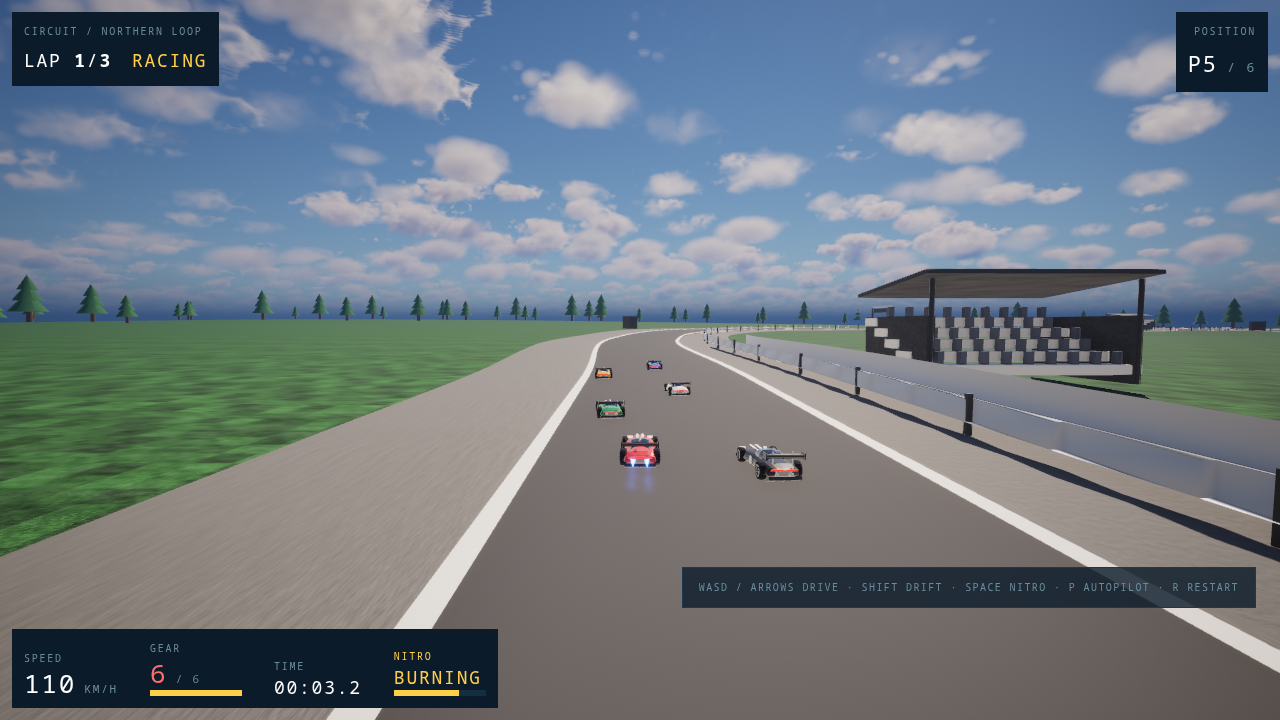 CIRCUIT / NORTHERN LOOP
LAP 1/3 RACING
POSITION
P5 / 6
WASD / ARROWS DRIVE · SHIFT DRIFT · SPACE NITRO · P AUTOPILOT · R RESTART
SPEED
110 KM/H
GEAR
6 / 6
TIME
00:03.2
NITRO
BURNING